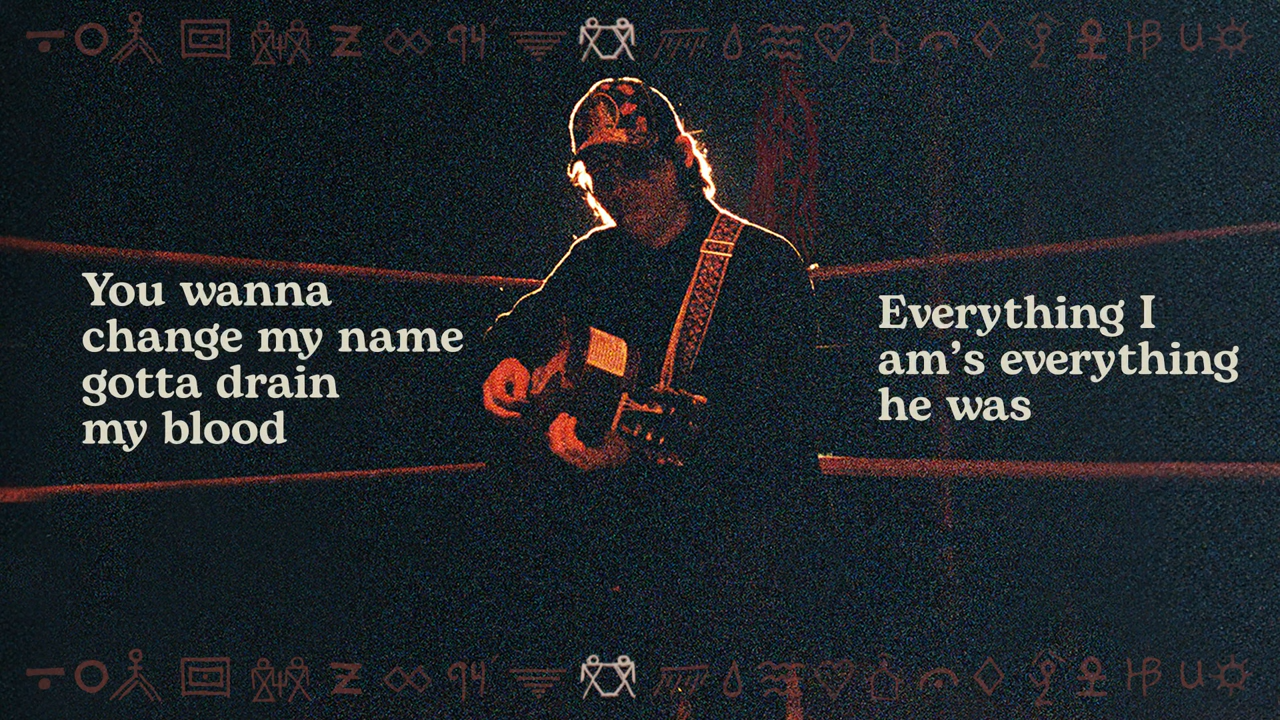 You wanna
change my name
gotta drain
my blood
Everything I
am's everything
he was